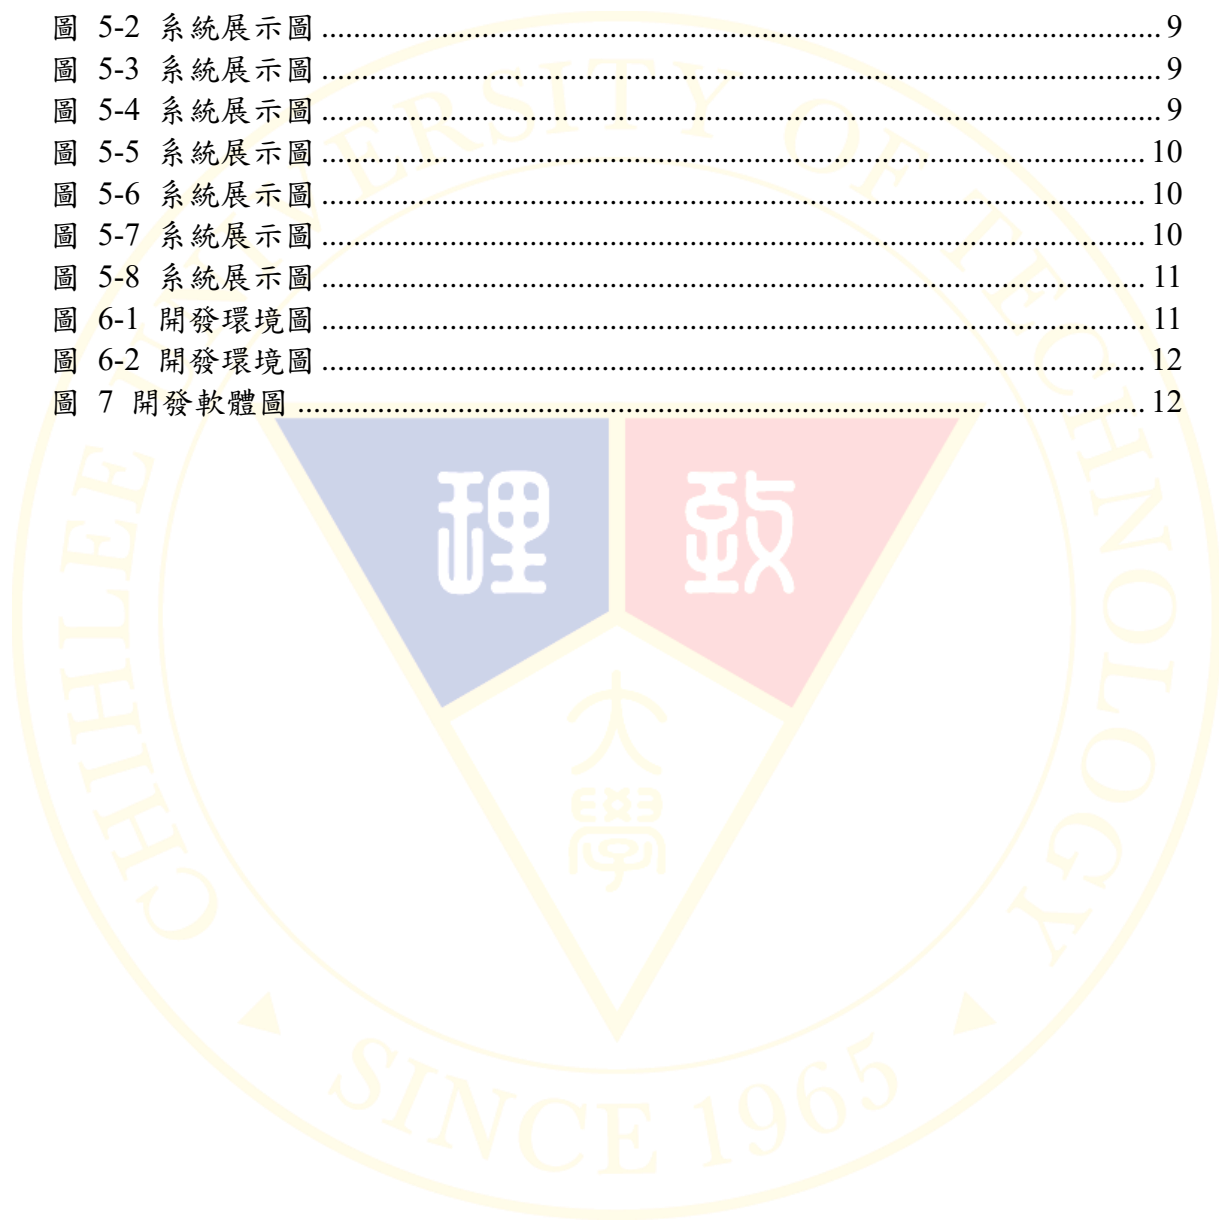 圖 5-2 系統展示圖 ........................................ 9
圖 5-3 系統展示圖 ........................................ 9
圖 5-4 系統展示圖 ........................................ 9
圖 5-5 系統展示圖 ........................................ 10
圖 5-6 系統展示圖 ........................................ 10
圖 5-7 系統展示圖 ........................................ 10
圖 5-8 系統展示圖 ........................................ 11
圖 6-1 開發環境圖 ........................................ 11
圖 6-2 開發環境圖 ........................................ 12
圖 7 開發軟體圖 ........................................ 12
CHIHLEE UNIVERSITY OF TECHNOLOGY
理 致
大
學
SINCE 1965